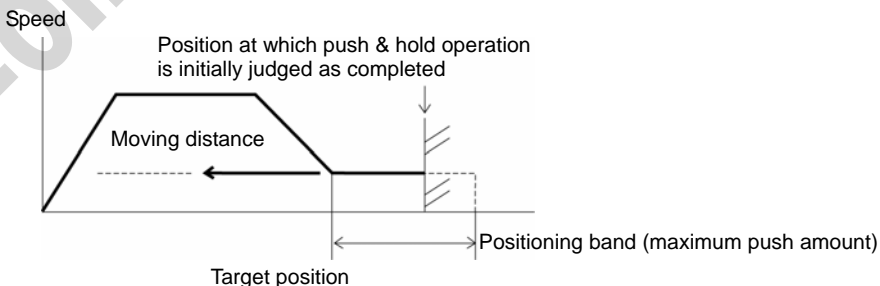 Speed
Position at which push & hold operation
is initially judged as completed
Moving distance
Positioning band (maximum push amount)
Target position